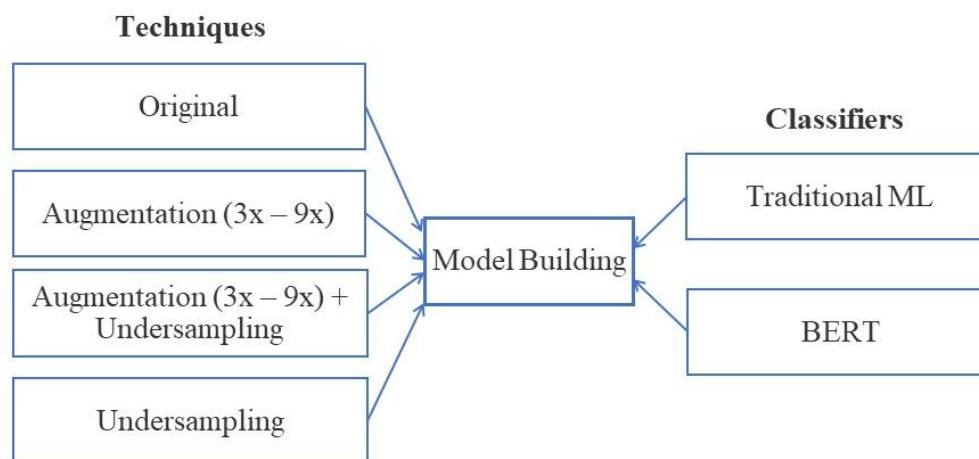 Techniques
Original
Augmentation (3x – 9x)
Augmentation (3x – 9x) +
Undersampling
Undersampling
Model Building
Classifiers
Traditional ML
BERT